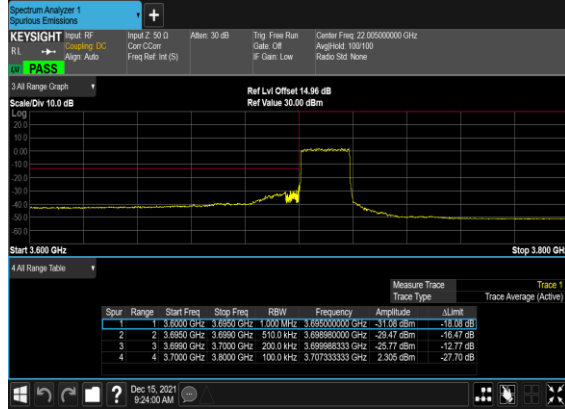 Spectrum Analyzer 1
Spurious Emissions
KEYSIGHT Input: RF Input Z: 50 Ω Atten: 30 dB Trig: Free Run Center Freq: 22.005000000 GHz
RL Coupling: DC Corr CCorr Gate: Off Avg|Hold: 100/100
Align: Auto Freq Ref: Int (S) IF Gain: Low Radio Std: None
PASS
3 All Range Graph
Ref Lvl Offset 14.96 dB
Scale/Div 10.0 dB Ref Value 30.00 dBm
Log
20.0
10.0
0.00
-10.0
-20.0
-30.0
-40.0
-50.0
-60.0
Start 3.600 GHz Stop 3.800 GH
4 All Range Table
Measure Trace Trace 1
Trace Type Trace Average (Active)
Spur Range Start Freq Stop Freq RBW Frequency Amplitude ΔLimit
1 1 3.6000 GHz 3.6950 GHz 1.000 MHz 3.695000000 GHz -31.08 dBm -18.08 dB
2 2 3.6950 GHz 3.6990 GHz 510.0 kHz 3.698980000 GHz -29.47 dBm -16.47 dB
3 3 3.6990 GHz 3.7000 GHz 200.0 kHz 3.699988333 GHz -25.77 dBm -12.77 dB
4 4 3.7000 GHz 3.8000 GHz 100.0 kHz 3.707333333 GHz 2.305 dBm -27.70 dB
? Dec 15, 2021
9:24:00 AM